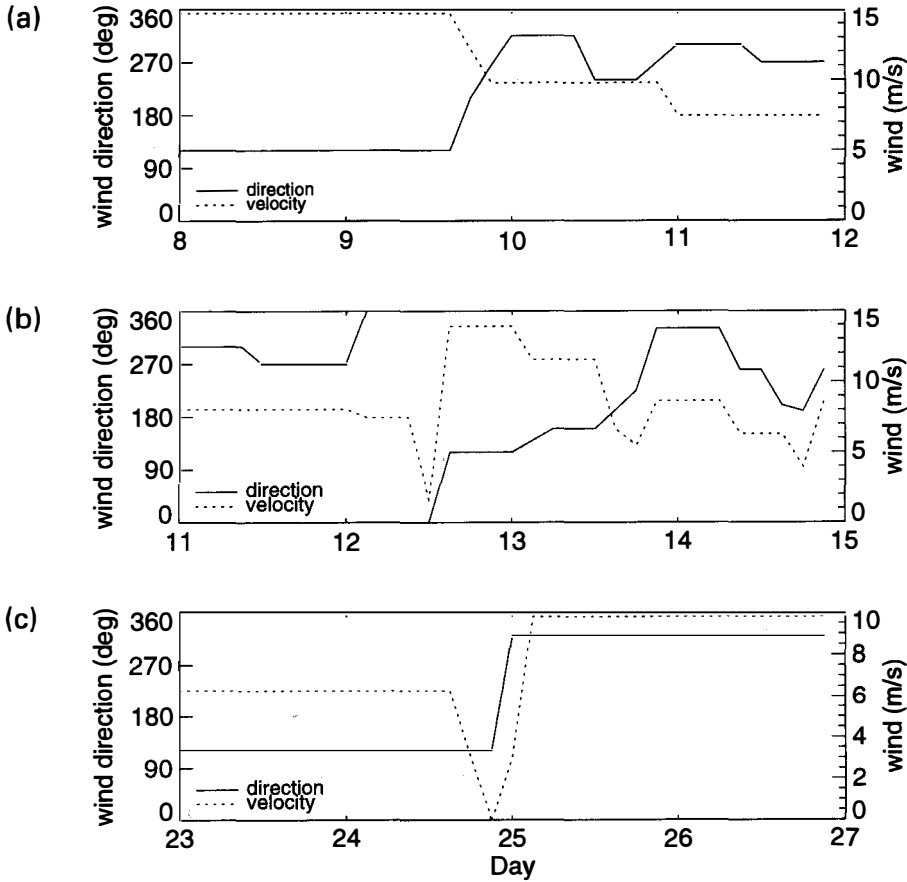 (a)
wind direction (deg)
360
270
180
90
0
direction
velocity
15
10
5
0
wind (m/s)
8 9 10 11 12
(b)
wind direction (deg)
360
270
180
90
0
direction
velocity
15
10
5
0
wind (m/s)
11 12 13 14 15
(c)
wind direction (deg)
360
270
180
90
0
direction
velocity
10
8
6
4
2
0
wind (m/s)
23 24 25 26 27
Day